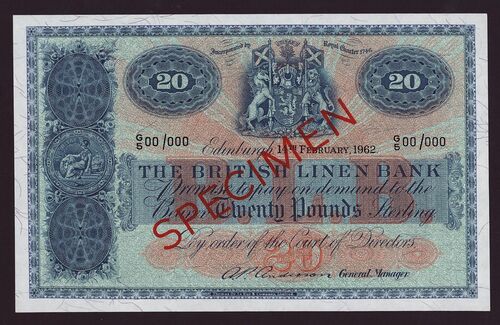 Incorporated by Royal Charter 1746.
20
20
G/5 00/000
G/5 00/000
Edinburgh, 14TH FEBRUARY, 1962
THE BRITISH LINEN BANK
Promise to pay on demand to the
Bearer Twenty Pounds Sterling
By order of the Court of Directors
General Manager
SPECIMEN